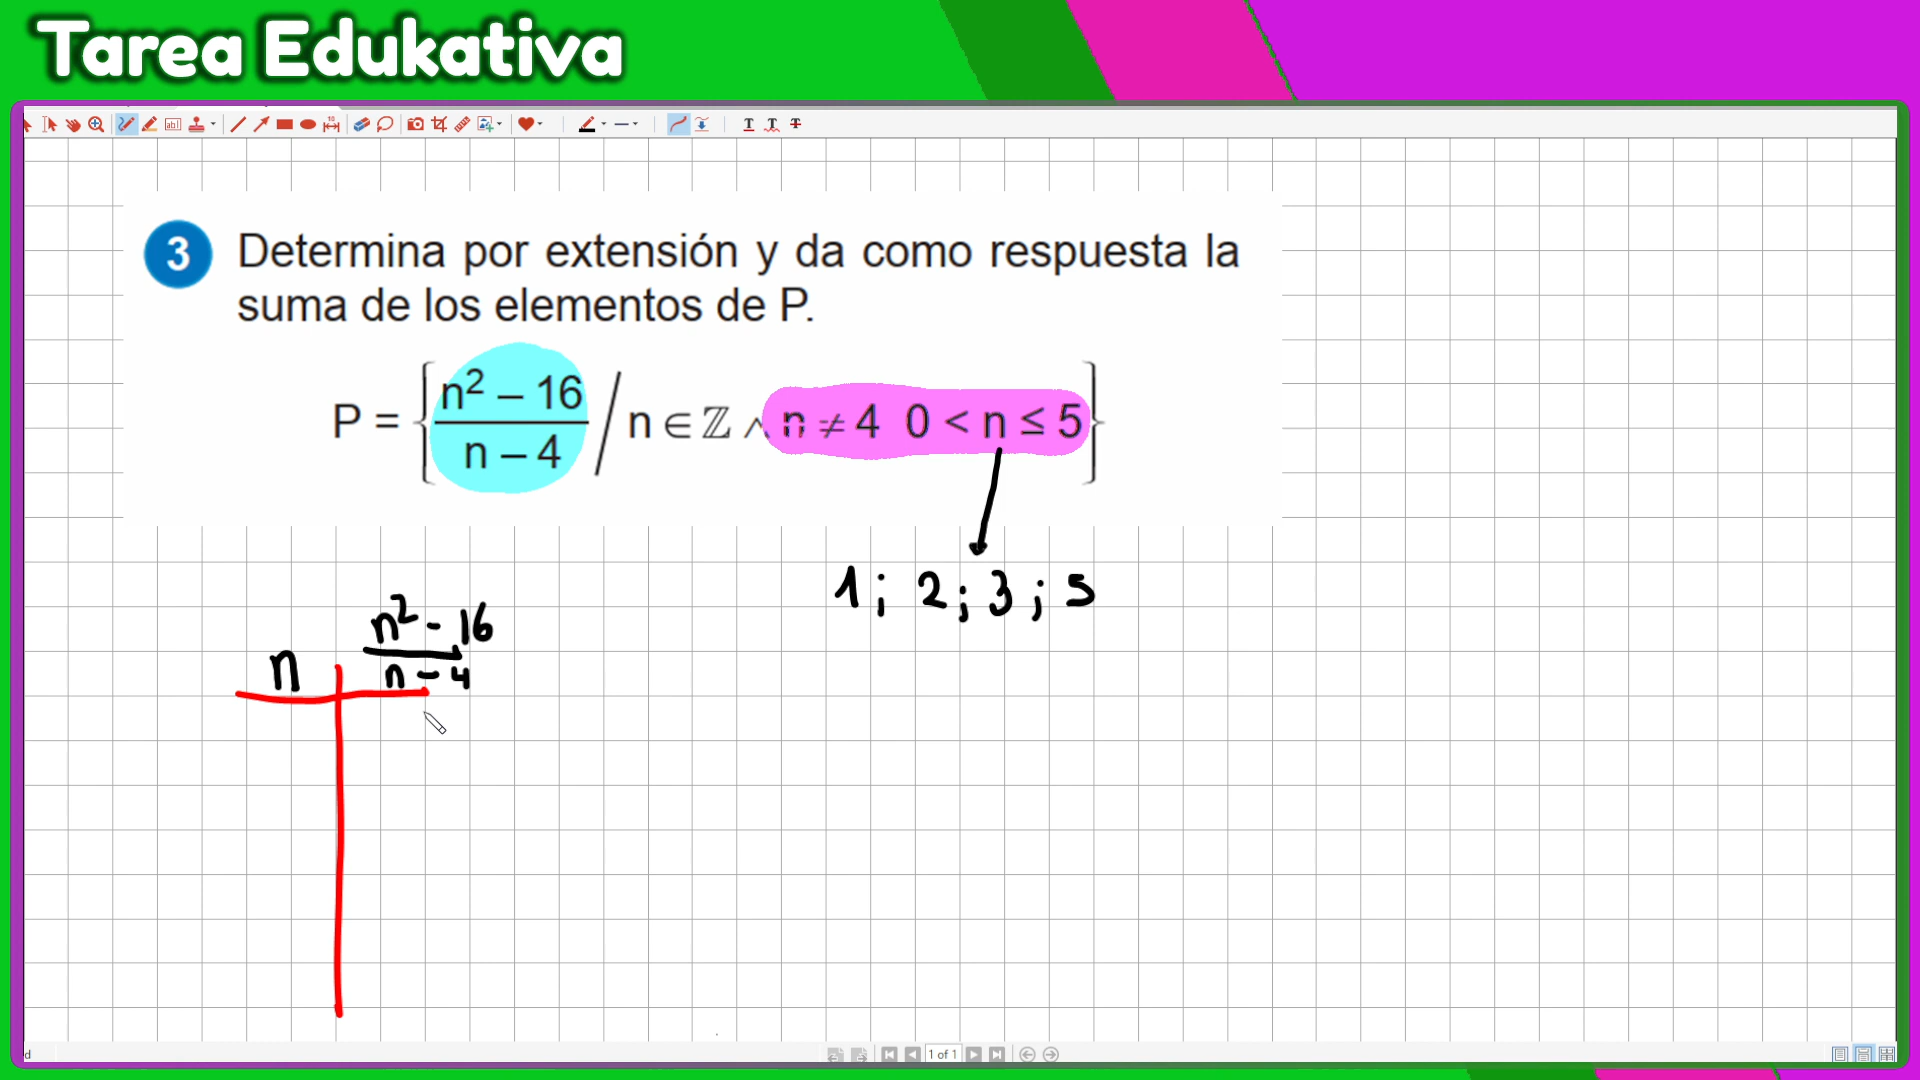 Tarea Edukativa
3 Determina por extensión y da como respuesta la
suma de los elementos de P.
P = { n² – 16 / n – 4 / n ∈ ℤ ∧ n ≠ 4 0 < n ≤ 5 }
1; 2; 3; 5
n² - 16
n n - 4
1 of 1